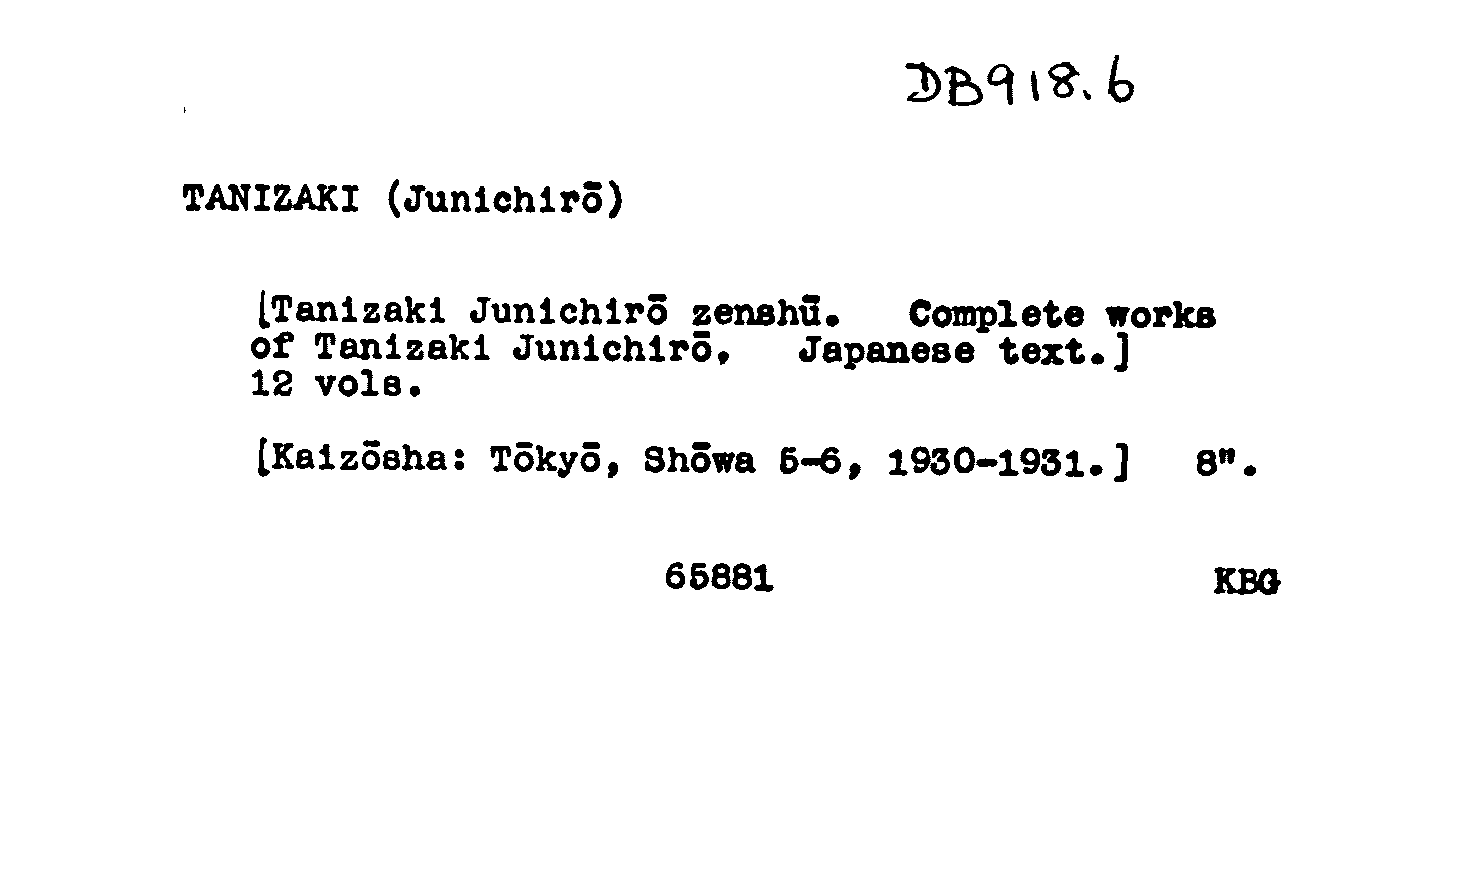 DB918.6
TANIZAKI (Junichirō)
[Tanizaki Junichirō zenshū. Complete works
of Tanizaki Junichirō. Japanese text.]
12 vols.
[Kaizōsha: Tōkyō, Shōwa 5-6, 1930-1931.] 8".
65881 KBG